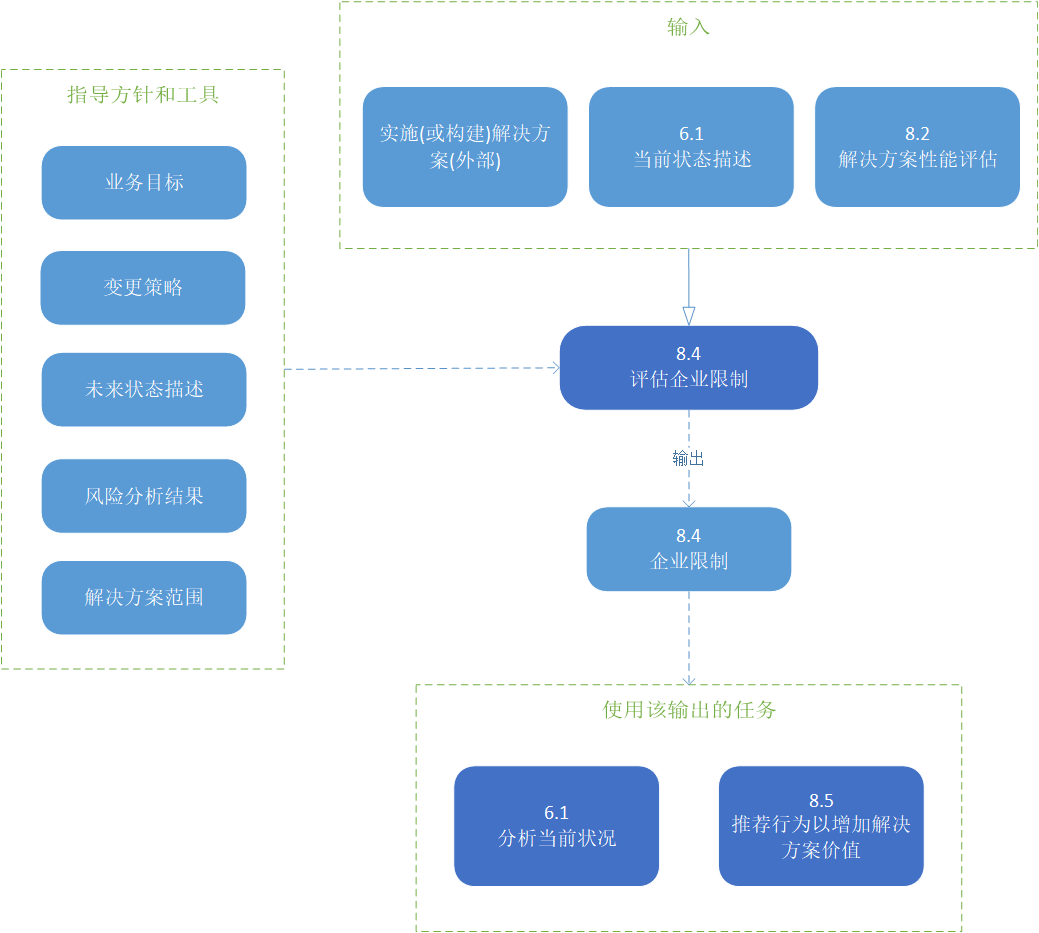 输入
实施(或构建)解决方
案(外部)
6.1
当前状态描述
8.2
解决方案性能评估
指导方针和工具
业务目标
变更策略
未来状态描述
风险分析结果
解决方案范围
8.4
评估企业限制
输出
8.4
企业限制
使用该输出的任务
6.1
分析当前状况
8.5
推荐行为以增加解决
方案价值